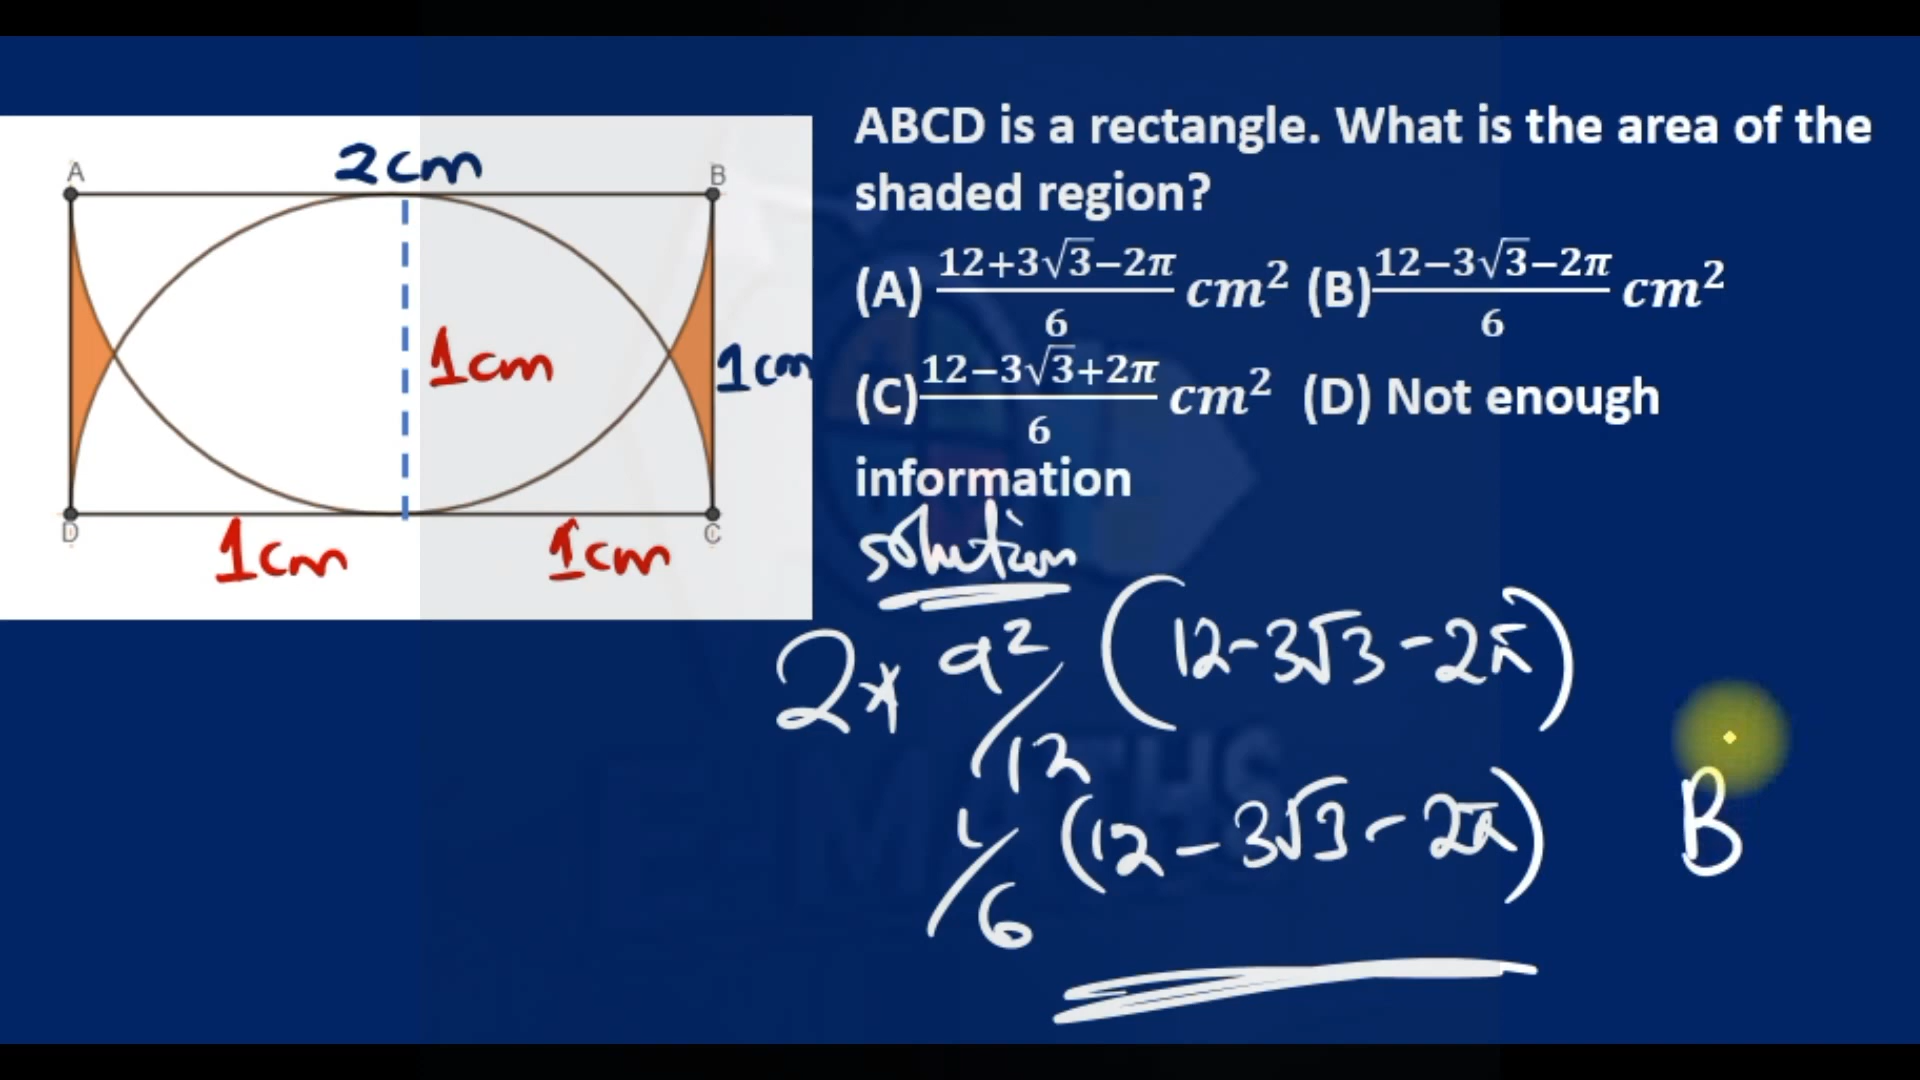 ABCD is a rectangle. What is the area of the
shaded region?
(A) (12+3√3−2π)/6 cm² (B) (12−3√3−2π)/6 cm²
(C) (12−3√3+2π)/6 cm² (D) Not enough
information
A
2cm
B
1cm
1cm
D
1cm
1cm
C
solution
2* a²/12 (12-3√3-2π)
1/6 (12-3√3-2π)
B
E-MATHS